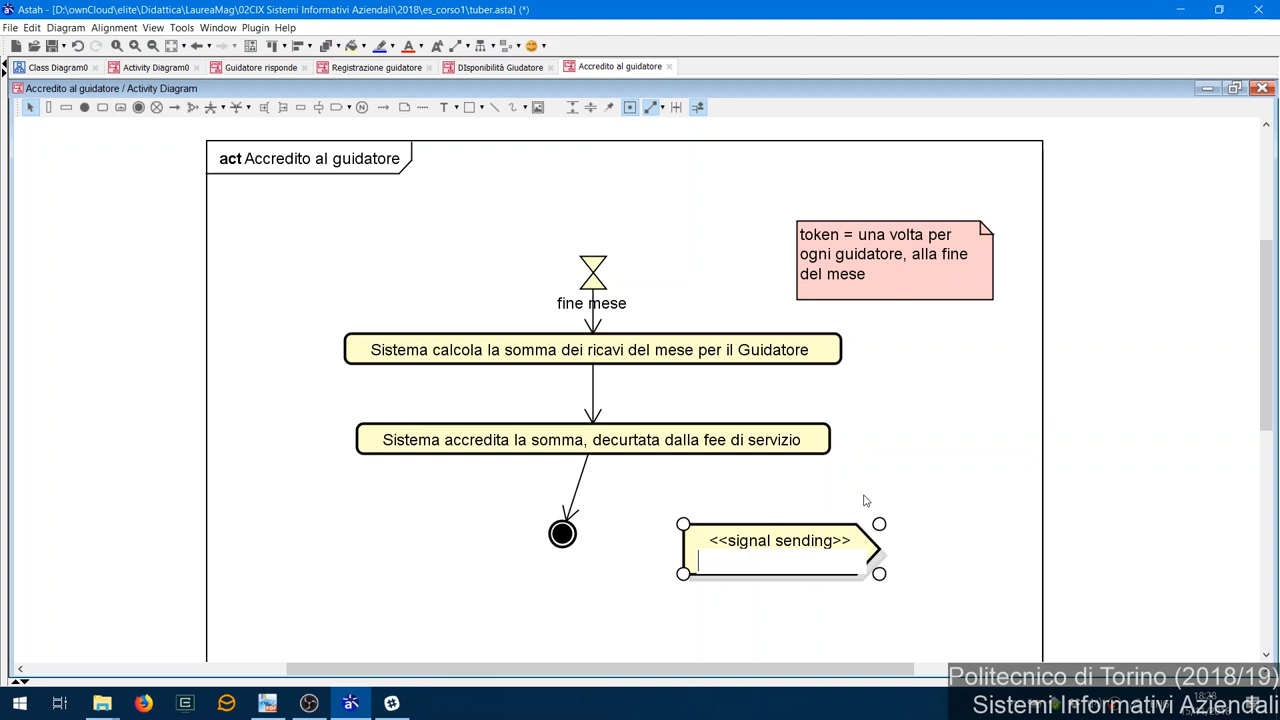 Astah - [D:\ownCloud\elite\Didattica\LaureaMag\02CIX Sistemi Informativi Aziendali\2018\es_corso1\tuber.asta] (*)
File Edit Diagram Alignment View Tools Window Plugin Help
Class Diagram0 Activity Diagram0 Guidatore risponde Registrazione guidatore DIsponibilità Giudatore Accredito al guidatore
Accredito al guidatore / Activity Diagram
act Accredito al guidatore
token = una volta per
ogni guidatore, alla fine
del mese
fine mese
Sistema calcola la somma dei ricavi del mese per il Guidatore
Sistema accredita la somma, decurtata dalla fee di servizio
<<signal sending>>
Politecnico di Torino (2018/19)
18:28
Sistemi Informativi Aziendali